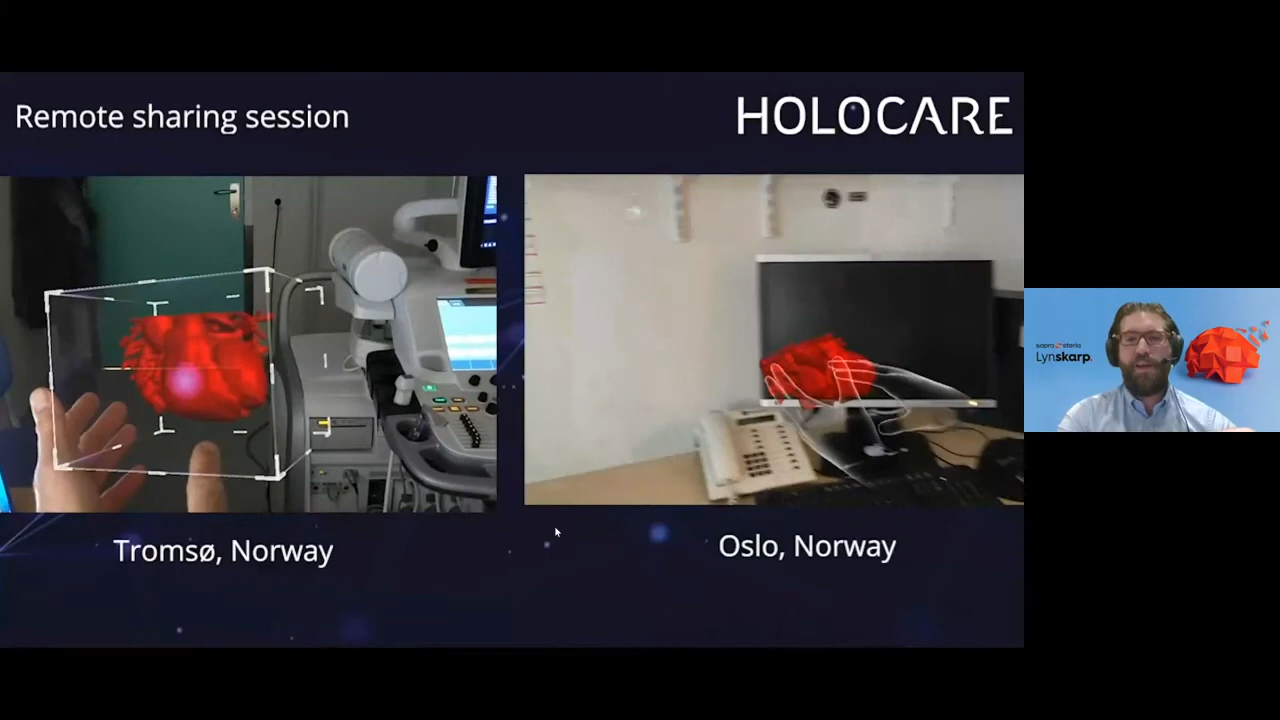 Remote sharing session
HOLOCARE
sopra steria
Lynskarp.
Tromsø, Norway
Oslo, Norway